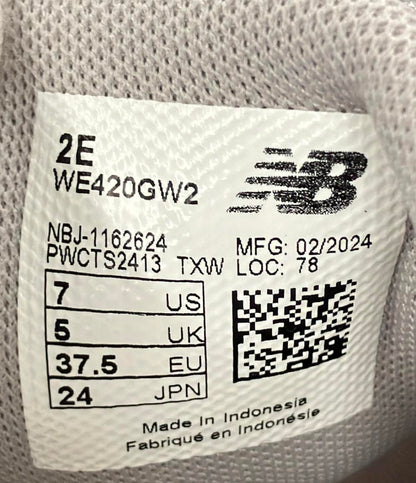 2E
WE420GW2
NB
NBJ-1162624
PWCTS2413 TXW
MFG: 02/2024
LOC: 78
7 US
5 UK
37.5 EU
24 JPN
Made In Indonesia
Fabriqué en Indonésie